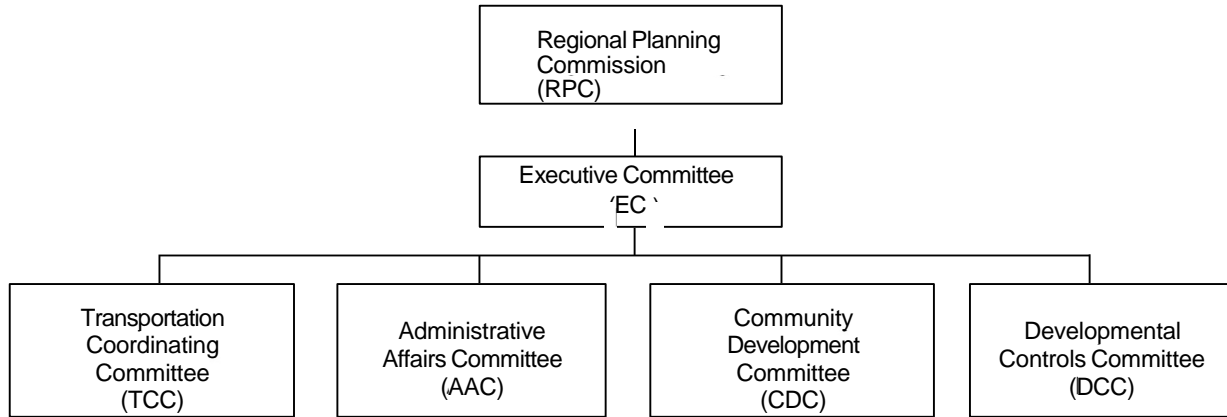 Regional Planning
Commission
(RPC)
Executive Committee
(EC)
Transportation
Coordinating
Committee
(TCC)
Administrative
Affairs Committee
(AAC)
Community
Development
Committee
(CDC)
Developmental
Controls Committee
(DCC)